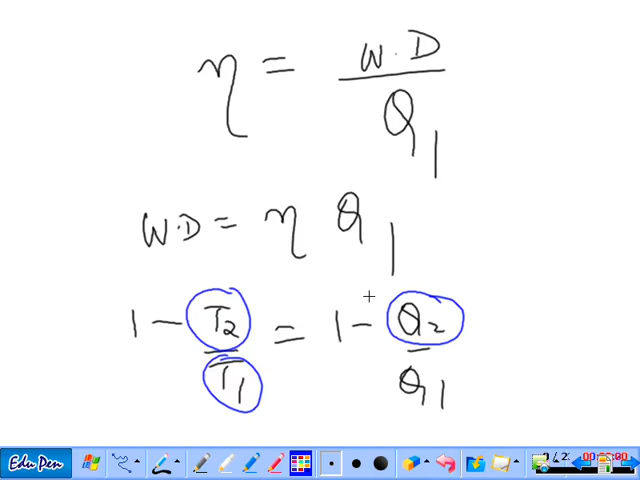 η = W.D / Q1
W.D = η Q1
1 - T2/T1 = 1 - Q2/Q1
Edu Pen